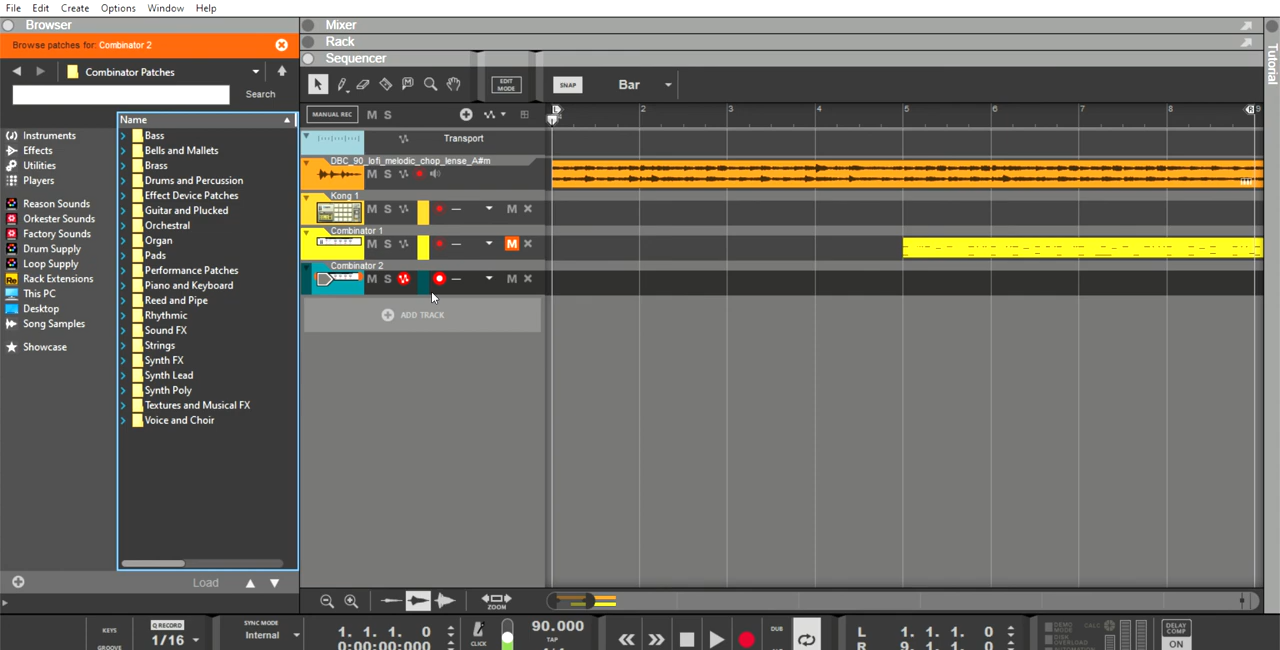 File Edit Create Options Window Help
Browser
Mixer
Browse patches for: Combinator 2
Rack
Sequencer
Combinator Patches
Search
EDIT MODE
SNAP
Bar
MANUAL REC M S
L 2 3 4 5 6 7 8 9
Tutorial
Name
Instruments
Effects
Utilities
Players
Reason Sounds
Orkester Sounds
Factory Sounds
Drum Supply
Loop Supply
Rack Extensions
This PC
Desktop
Song Samples
Showcase
Bass
Bells and Mallets
Brass
Drums and Percussion
Effect Device Patches
Guitar and Plucked
Orchestral
Organ
Pads
Performance Patches
Piano and Keyboard
Reed and Pipe
Rhythmic
Sound FX
Strings
Synth FX
Synth Lead
Synth Poly
Textures and Musical FX
Voice and Choir
Transport
DBC_90_lofi_melodic_chop_lense_A#m
M S
Kong 1
M S M
Combinator 1
M S M
Combinator 2
M S M
ADD TRACK
Load
ZOOM
KEYS
GROOVE
Q RECORD
1/16
SYNC MODE
Internal
1. 1. 1. 0
0:00:00:000
CLICK
90.000
TAP
DUB
L 1. 1. 1. 0
R 9. 1. 1. 0
DEMO MODE
CALC
DISK OVERLOAD
DELAY COMP
ON